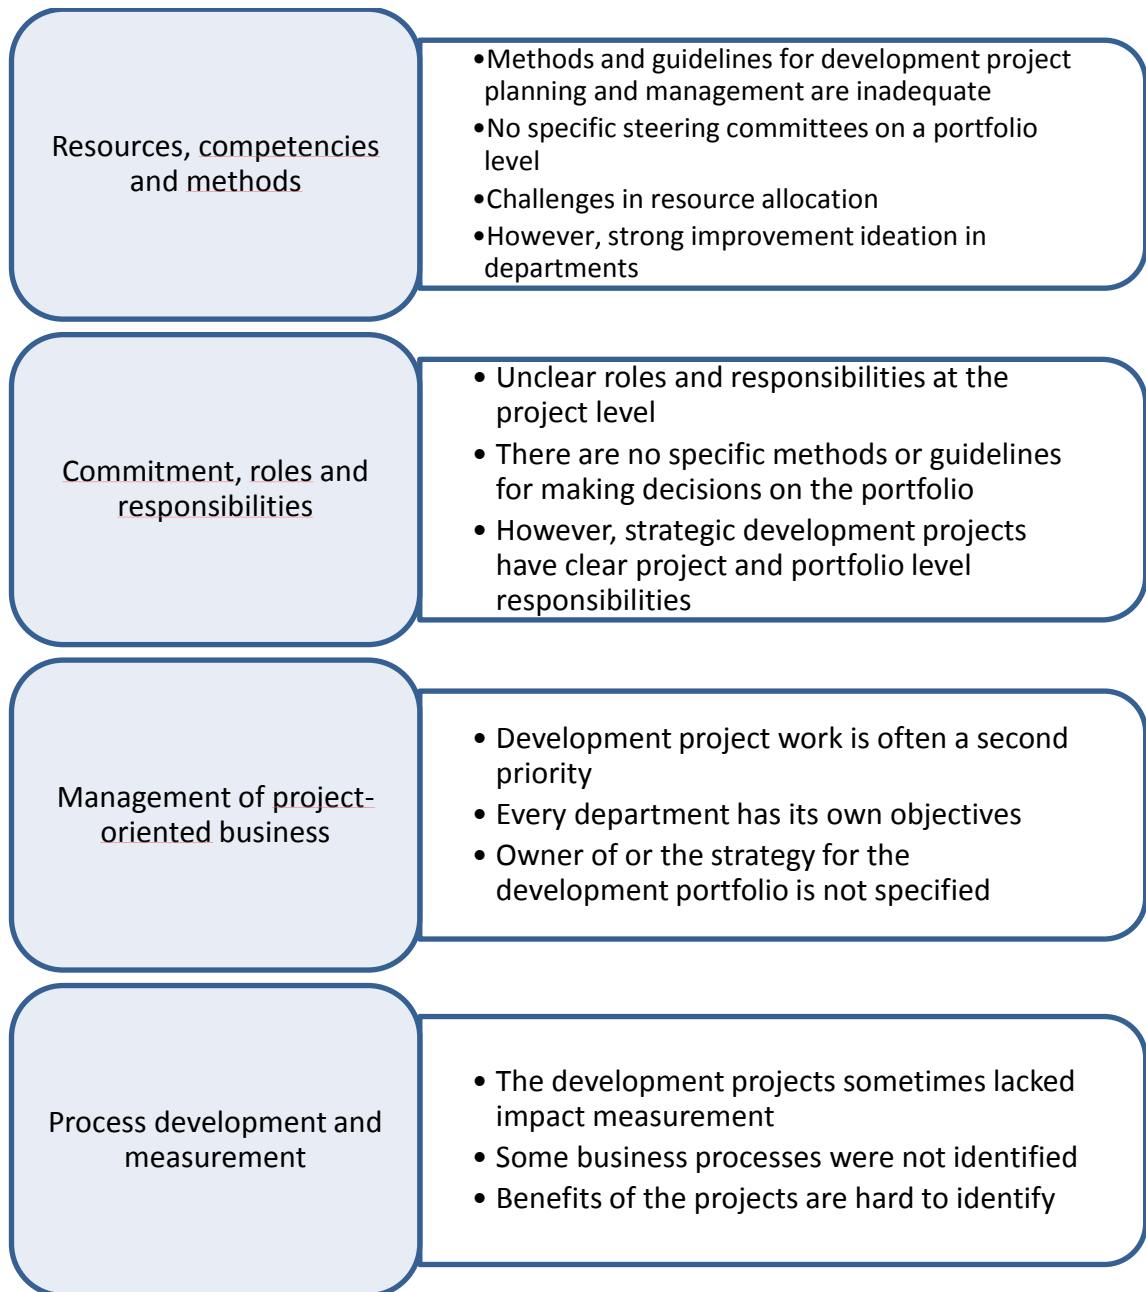 Resources, competencies
and methods
•Methods and guidelines for development project
planning and management are inadequate
•No specific steering committees on a portfolio
level
•Challenges in resource allocation
•However, strong improvement ideation in
departments
Commitment, roles and
responsibilities
• Unclear roles and responsibilities at the
project level
• There are no specific methods or guidelines
for making decisions on the portfolio
• However, strategic development projects
have clear project and portfolio level
responsibilities
Management of project-
oriented business
• Development project work is often a second
priority
• Every department has its own objectives
• Owner of or the strategy for the
development portfolio is not specified
Process development and
measurement
• The development projects sometimes lacked
impact measurement
• Some business processes were not identified
• Benefits of the projects are hard to identify